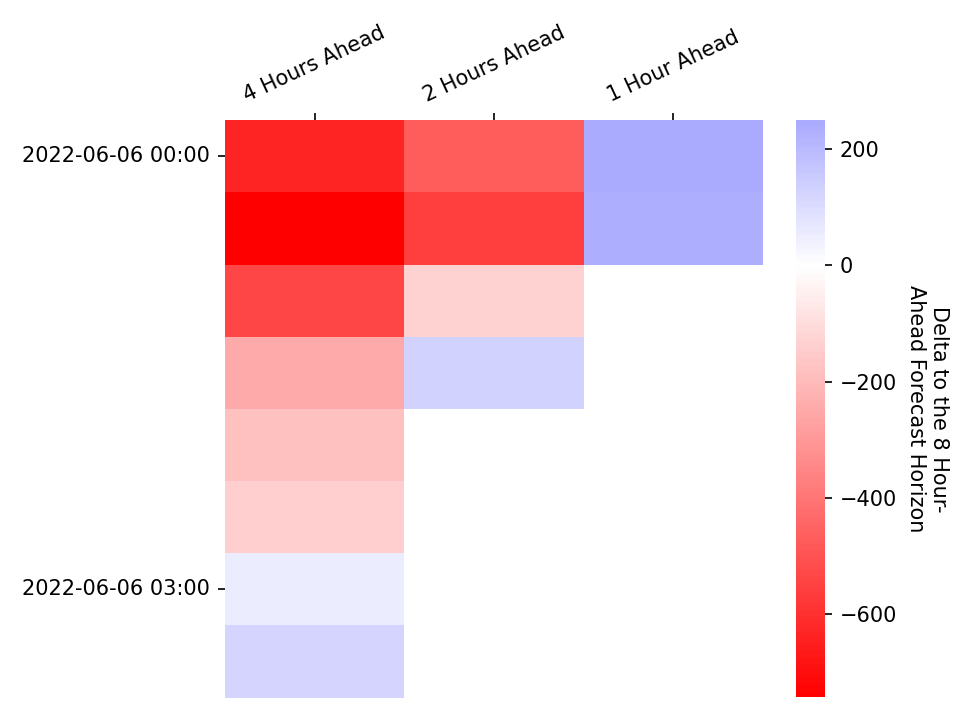 4 Hours Ahead
2 Hours Ahead
1 Hour Ahead
2022-06-06 00:00
2022-06-06 03:00
200
0
−200
−400
−600
Delta to the 8 Hour-
Ahead Forecast Horizon